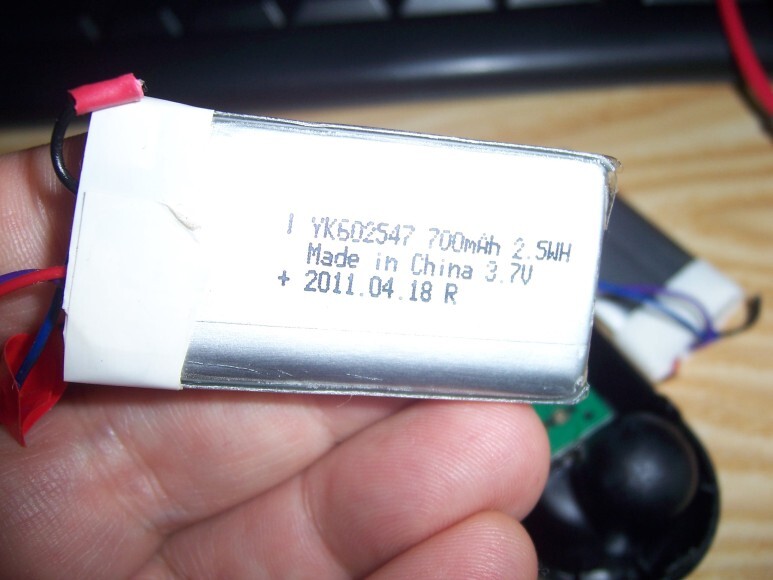 | YK602547 700mAh 2.5WH
Made in China 3.7V
+ 2011.04.18 R